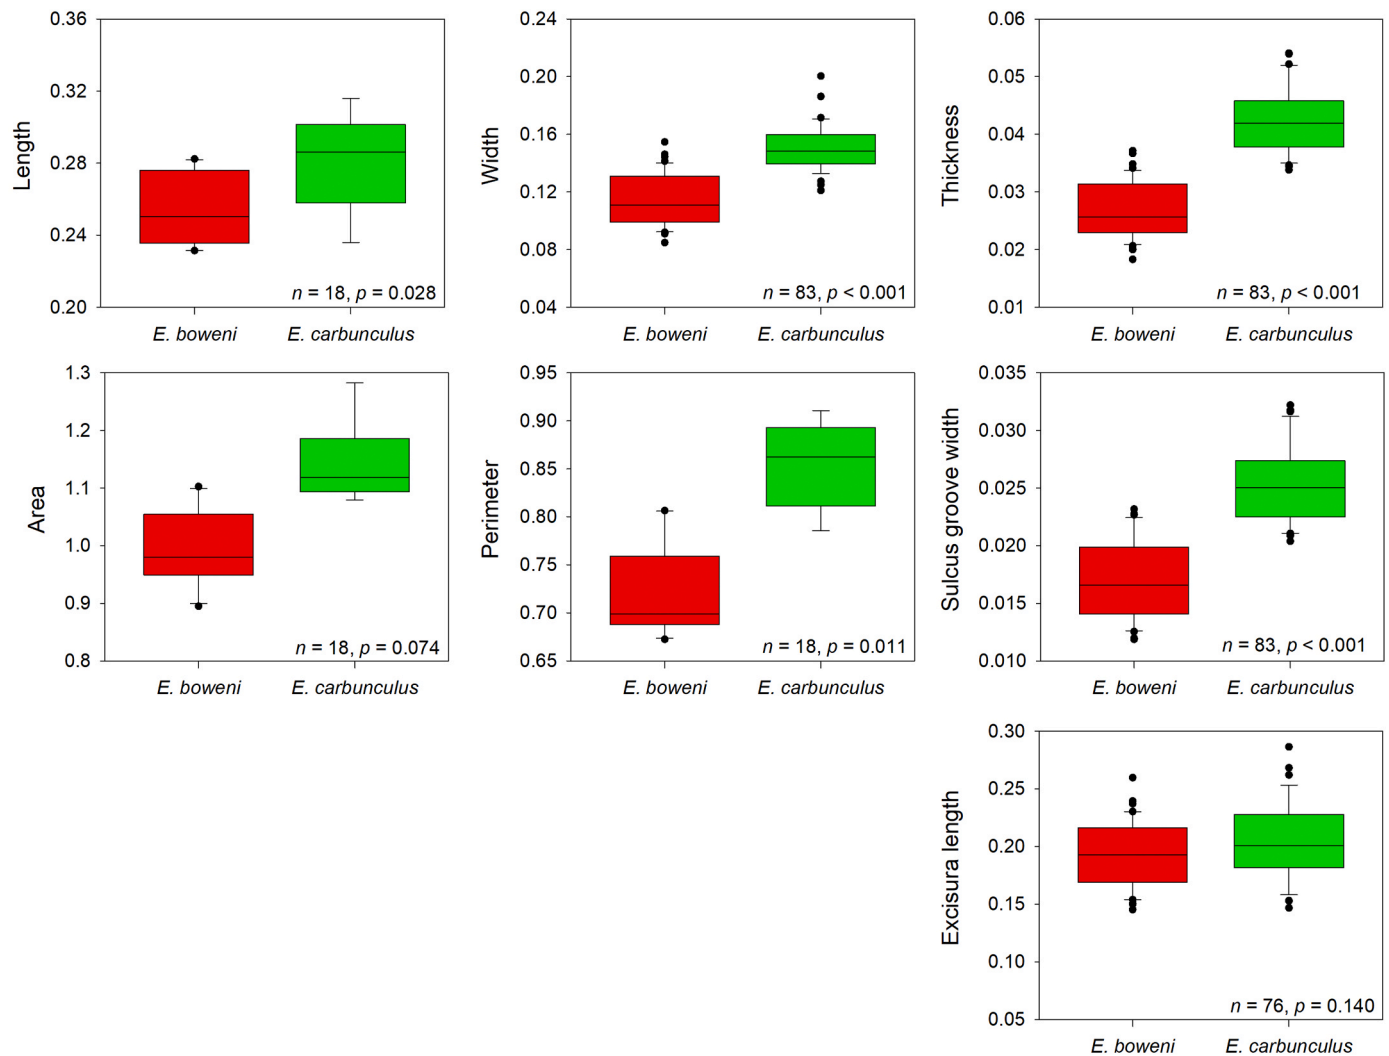 Length
0.36
0.32
0.28
0.24
0.20
n = 18, p = 0.028
E. boweni
E. carbunculus
Width
0.24
0.20
0.16
0.12
0.08
0.04
n = 83, p < 0.001
E. boweni
E. carbunculus
Thickness
0.06
0.05
0.04
0.03
0.02
0.01
n = 83, p < 0.001
E. boweni
E. carbunculus
Area
1.3
1.2
1.1
1.0
0.9
0.8
n = 18, p = 0.074
E. boweni
E. carbunculus
Perimeter
0.95
0.90
0.85
0.80
0.75
0.70
0.65
n = 18, p = 0.011
E. boweni
E. carbunculus
Sulcus groove width
0.035
0.030
0.025
0.020
0.015
0.010
n = 83, p < 0.001
E. boweni
E. carbunculus
Excisura length
0.30
0.25
0.20
0.15
0.10
0.05
n = 76, p = 0.140
E. boweni
E. carbunculus